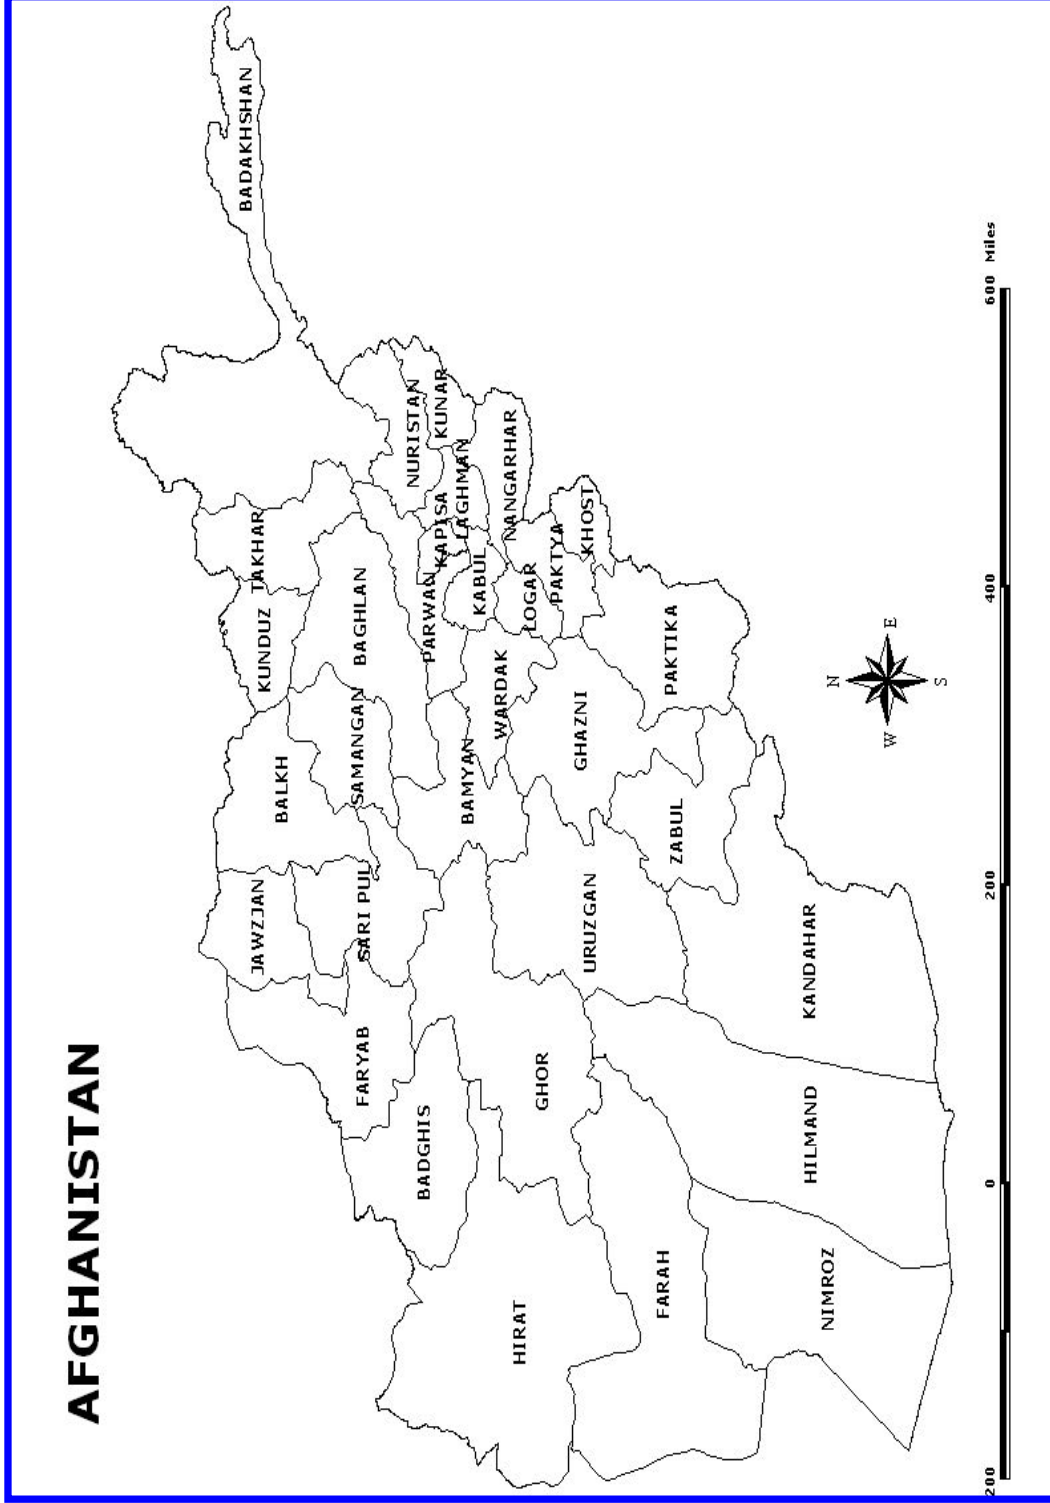 AFGHANISTAN
BADAKHSHAN
TAKHAR
KUNDUZ
BALKH
JAWZJAN
FARYAB
SARI PUL
SAMANGAN
BAGHLAN
NURISTAN
KUNAR
LAGHMAN
KAPISA
PARWAN
KABUL
NANGARHAR
BADGHIS
BAMYAN
WARDAK
LOGAR
PAKTYA
KHOST
HIRAT
GHOR
URUZGAN
GHAZNI
PAKTIKA
ZABUL
FARAH
NIMROZ
HILMAND
KANDAHAR
N
W
E
S
200
0
200
400
600 Miles